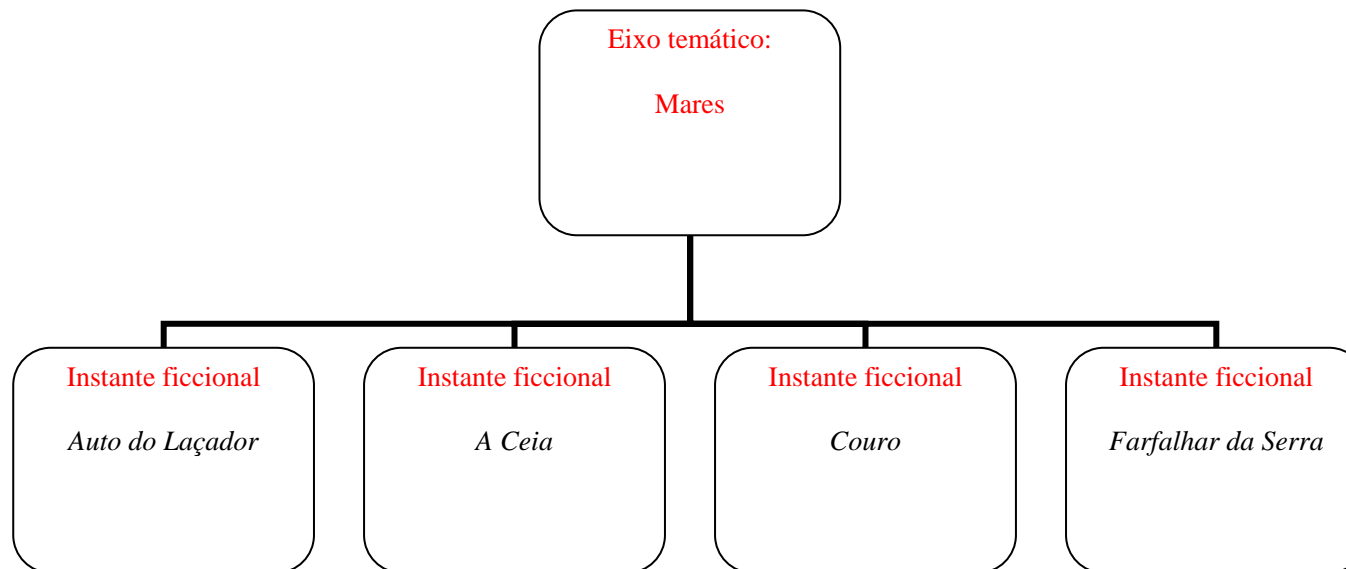 Eixo temático:
Mares
Instante ficcional
Auto do Laçador
Instante ficcional
A Ceia
Instante ficcional
Couro
Instante ficcional
Farfalhar da Serra